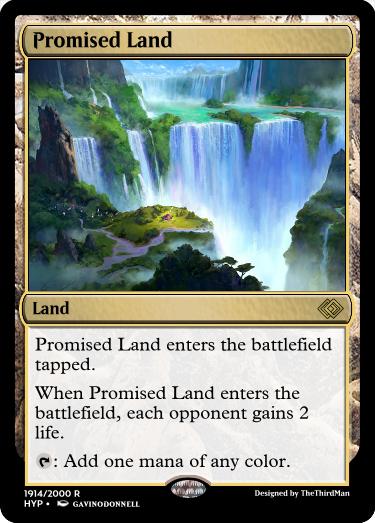 Promised Land
Land
Promised Land enters the battlefield
tapped.
When Promised Land enters the
battlefield, each opponent gains 2
life.
: Add one mana of any color.
1914/2000 R
HYP • GAVINODONNELL
Designed by TheThirdMan